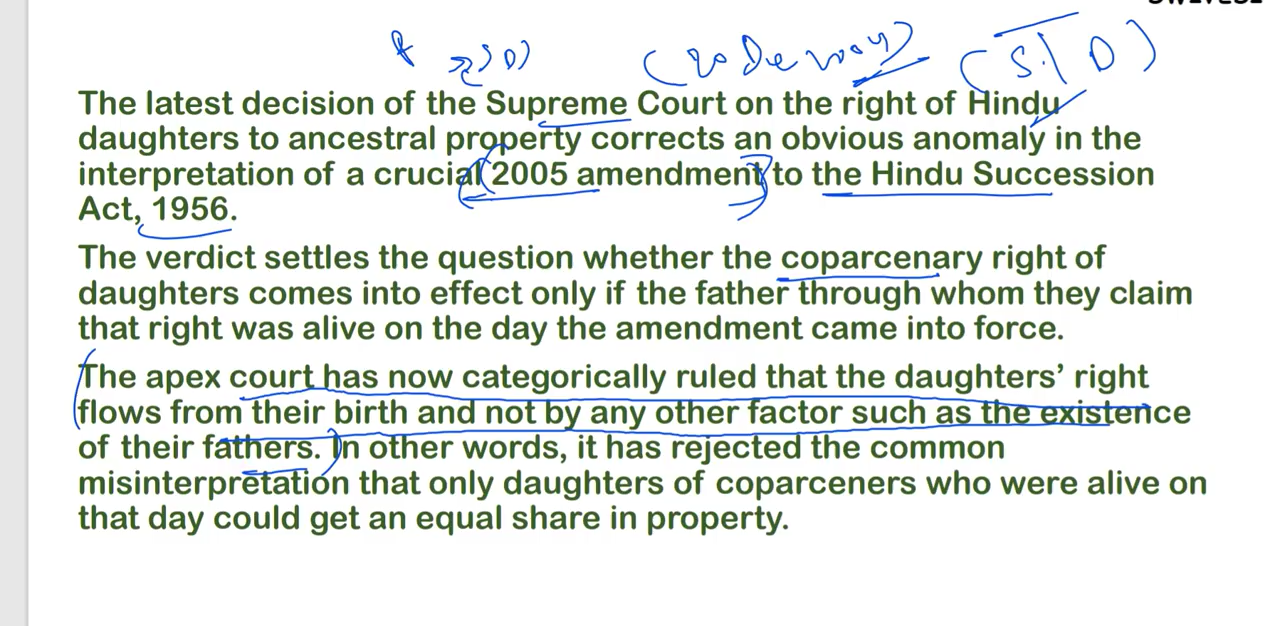 The latest decision of the Supreme Court on the right of Hindu
daughters to ancestral property corrects an obvious anomaly in the
interpretation of a crucial 2005 amendment to the Hindu Succession
Act, 1956.
The verdict settles the question whether the coparcenary right of
daughters comes into effect only if the father through whom they claim
that right was alive on the day the amendment came into force.
The apex court has now categorically ruled that the daughters’ right
flows from their birth and not by any other factor such as the existence
of their fathers. In other words, it has rejected the common
misinterpretation that only daughters of coparceners who were alive on
that day could get an equal share in property.